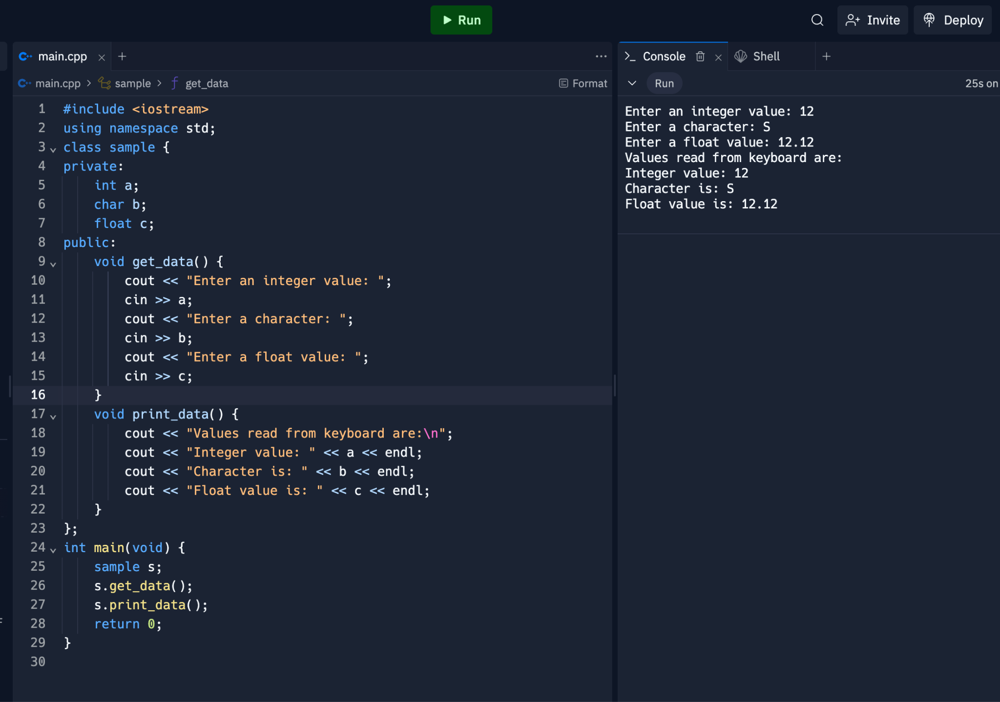 Run
Invite
Deploy
main.cpp
main.cpp > sample > get_data
Format
1 #include <iostream>
2 using namespace std;
3 class sample {
4 private:
5     int a;
6     char b;
7     float c;
8 public:
9     void get_data() {
10         cout << "Enter an integer value: ";
11         cin >> a;
12         cout << "Enter a character: ";
13         cin >> b;
14         cout << "Enter a float value: ";
15         cin >> c;
16     }
17     void print_data() {
18         cout << "Values read from keyboard are:\n";
19         cout << "Integer value: " << a << endl;
20         cout << "Character is: " << b << endl;
21         cout << "Float value is: " << c << endl;
22     }
23 };
24 int main(void) {
25     sample s;
26     s.get_data();
27     s.print_data();
28     return 0;
29 }
30
Console
Shell
Run
25s on
Enter an integer value: 12
Enter a character: S
Enter a float value: 12.12
Values read from keyboard are:
Integer value: 12
Character is: S
Float value is: 12.12